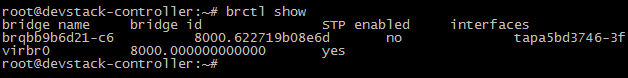 root@devstack-controller:~# brctl show
bridge name bridge id STP enabled interfaces
brqbb9b6d21-c6 8000.622719b08e6d no tapa5bd3746-3f
virbr0 8000.000000000000 yes
root@devstack-controller:~#